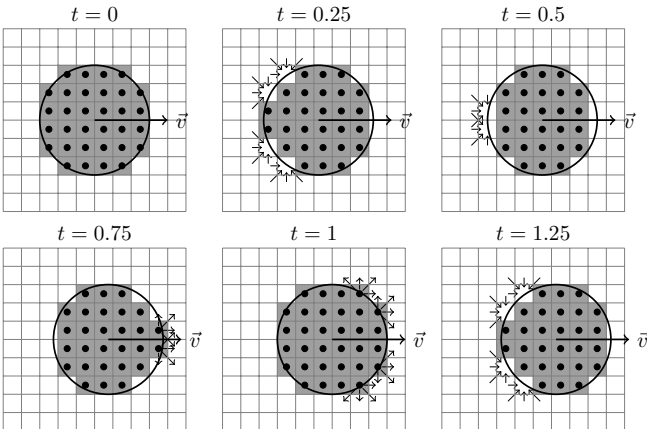 t = 0
t = 0.25
t = 0.5
v⃗
v⃗
v⃗
t = 0.75
t = 1
t = 1.25
v⃗
v⃗
v⃗